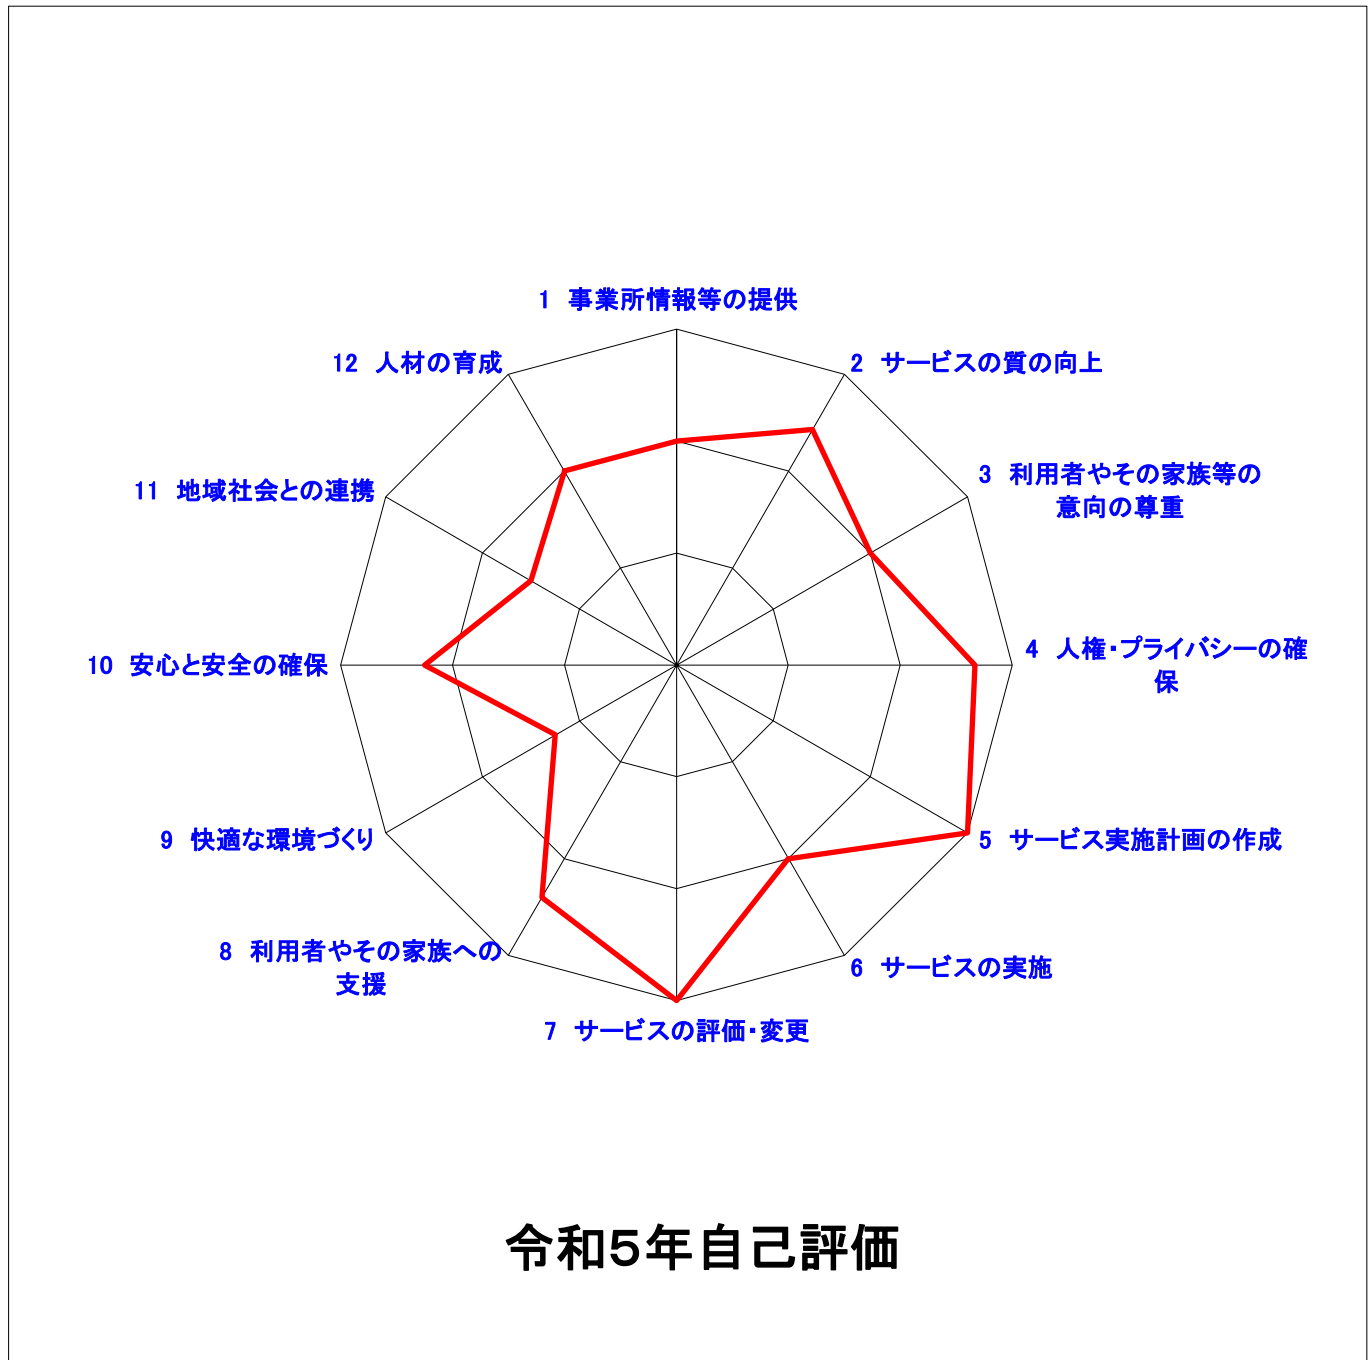 1 事業所情報等の提供
2 サービスの質の向上
3 利用者やその家族等の
意向の尊重
4 人権・プライバシーの確
保
5 サービス実施計画の作成
6 サービスの実施
7 サービスの評価・変更
8 利用者やその家族への
支援
9 快適な環境づくり
10 安心と安全の確保
11 地域社会との連携
12 人材の育成
令和5年自己評価